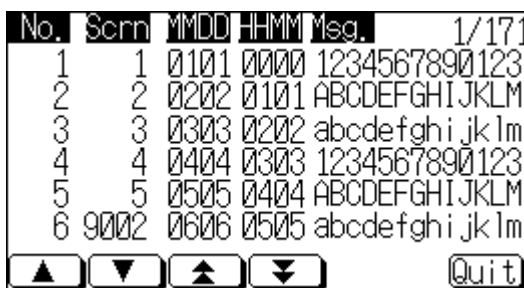 No. Scrn MMDD HHMM Msg. 1/171
1 1 0101 0000 1234567890123
2 2 0202 0101 ABCDEFGHIJKLM
3 3 0303 0202 abcdefghijklm
4 4 0404 0303 1234567890123
5 5 0505 0404 ABCDEFGHIJKLM
6 9002 0606 0505 abcdefghijklm
Quit